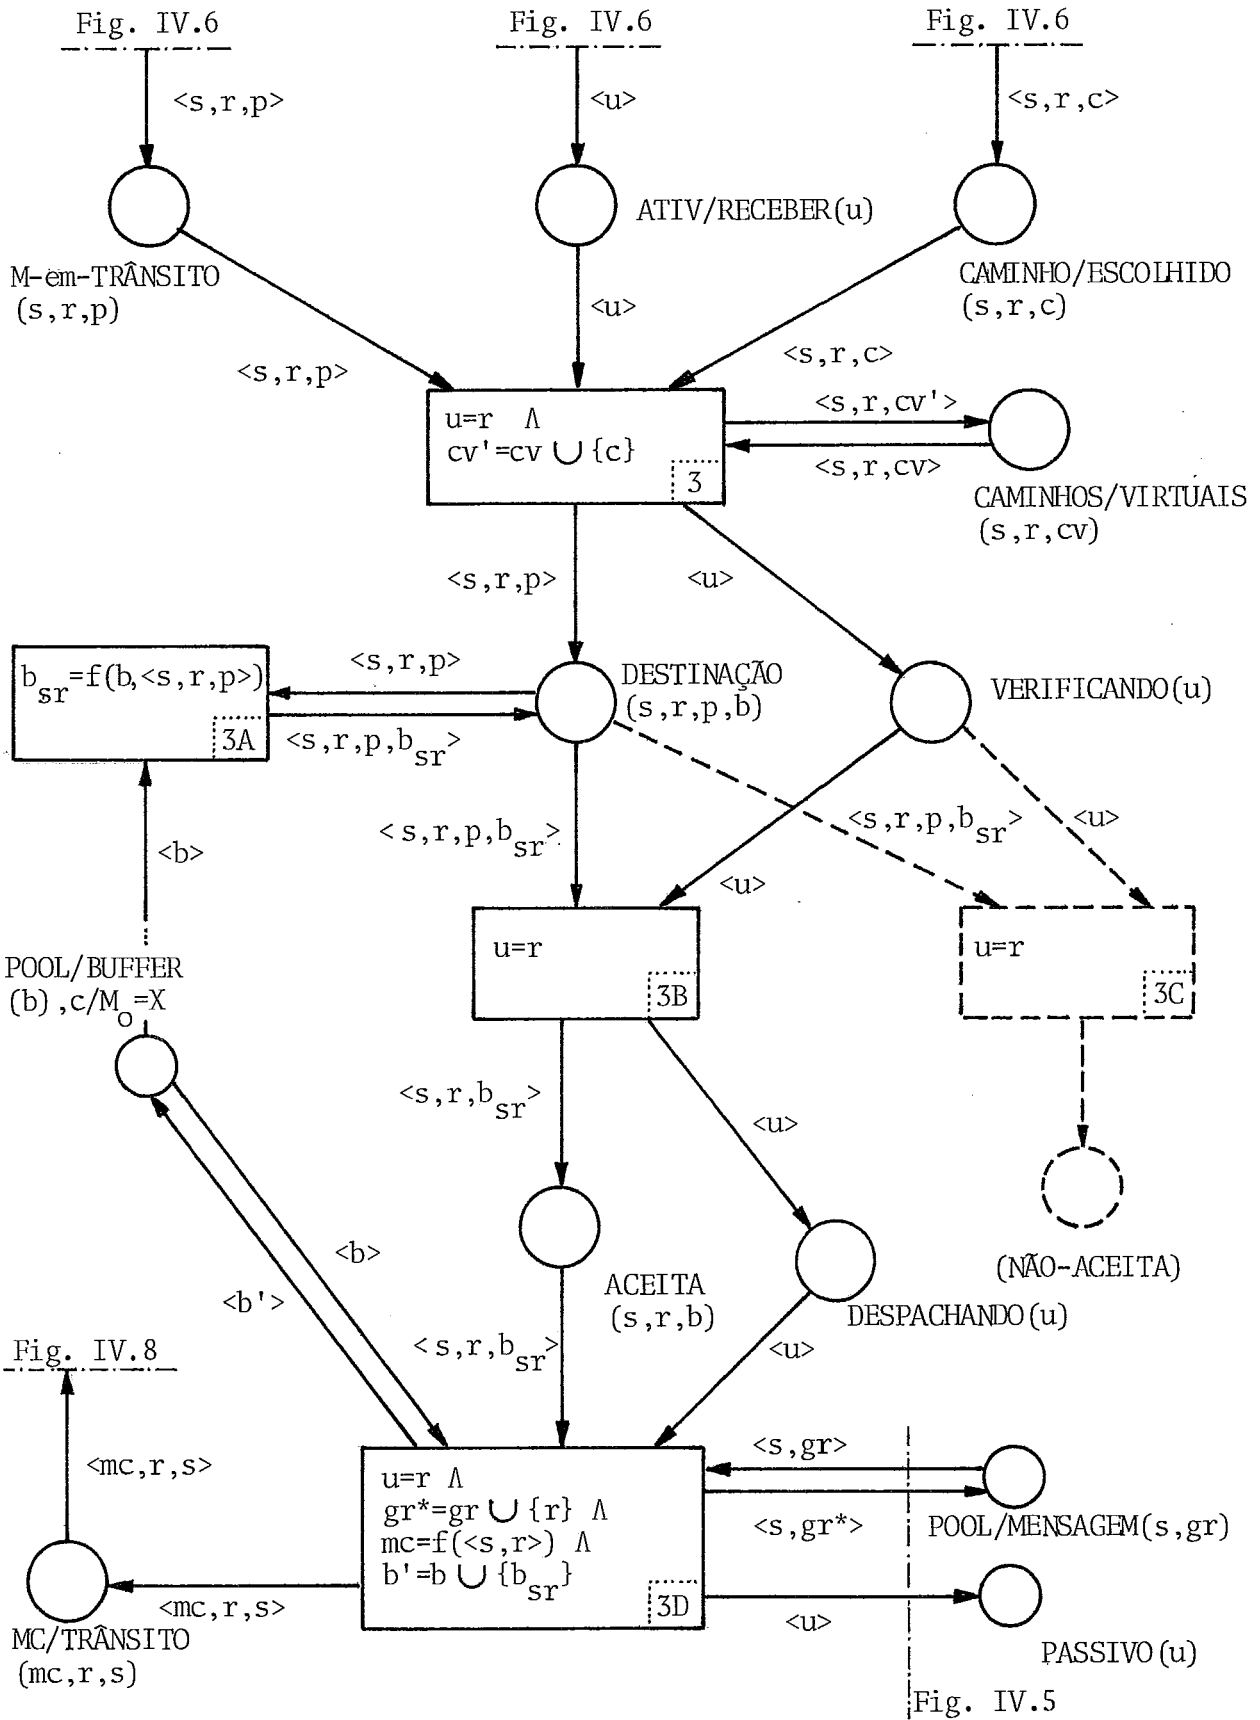 Fig. IV.6
Fig. IV.6
Fig. IV.6
<s,r,p>
<u>
<s,r,c>
ATIV/RECEBER(u)
M-em-TRÂNSITO
(s,r,p)
CAMINHO/ESCOLHIDO
(s,r,c)
<u>
<s,r,p>
<s,r,c>
u=r Λ
cv'=cv ∪ {c}
3
<s,r,cv'>
<s,r,cv>
CAMINHOS/VIRTUAIS
(s,r,cv)
<s,r,p>
<u>
b_sr=f(b,<s,r,p>)
3A
<s,r,p>
<s,r,p,b_sr>
DESTINAÇÃO
(s,r,p,b)
VERIFICANDO(u)
<b>
<s,r,p,b_sr>
<u>
<s,r,p,b_sr>
<u>
u=r
3B
u=r
3C
POOL/BUFFER
(b),c/M_o=X
<s,r,b_sr>
<u>
<b>
<b'>
ACEITA
(s,r,b)
DESPACHANDO(u)
(NÃO-ACEITA)
<s,r,b_sr>
<u>
Fig. IV.8
<mc,r,s>
u=r Λ
gr*=gr ∪ {r} Λ
mc=f(<s,r>) Λ
b'=b ∪ {b_sr}
3D
<s,gr>
<s,gr*>
POOL/MENSAGEM(s,gr)
<mc,r,s>
<u>
MC/TRÂNSITO
(mc,r,s)
PASSIVO(u)
Fig. IV.5